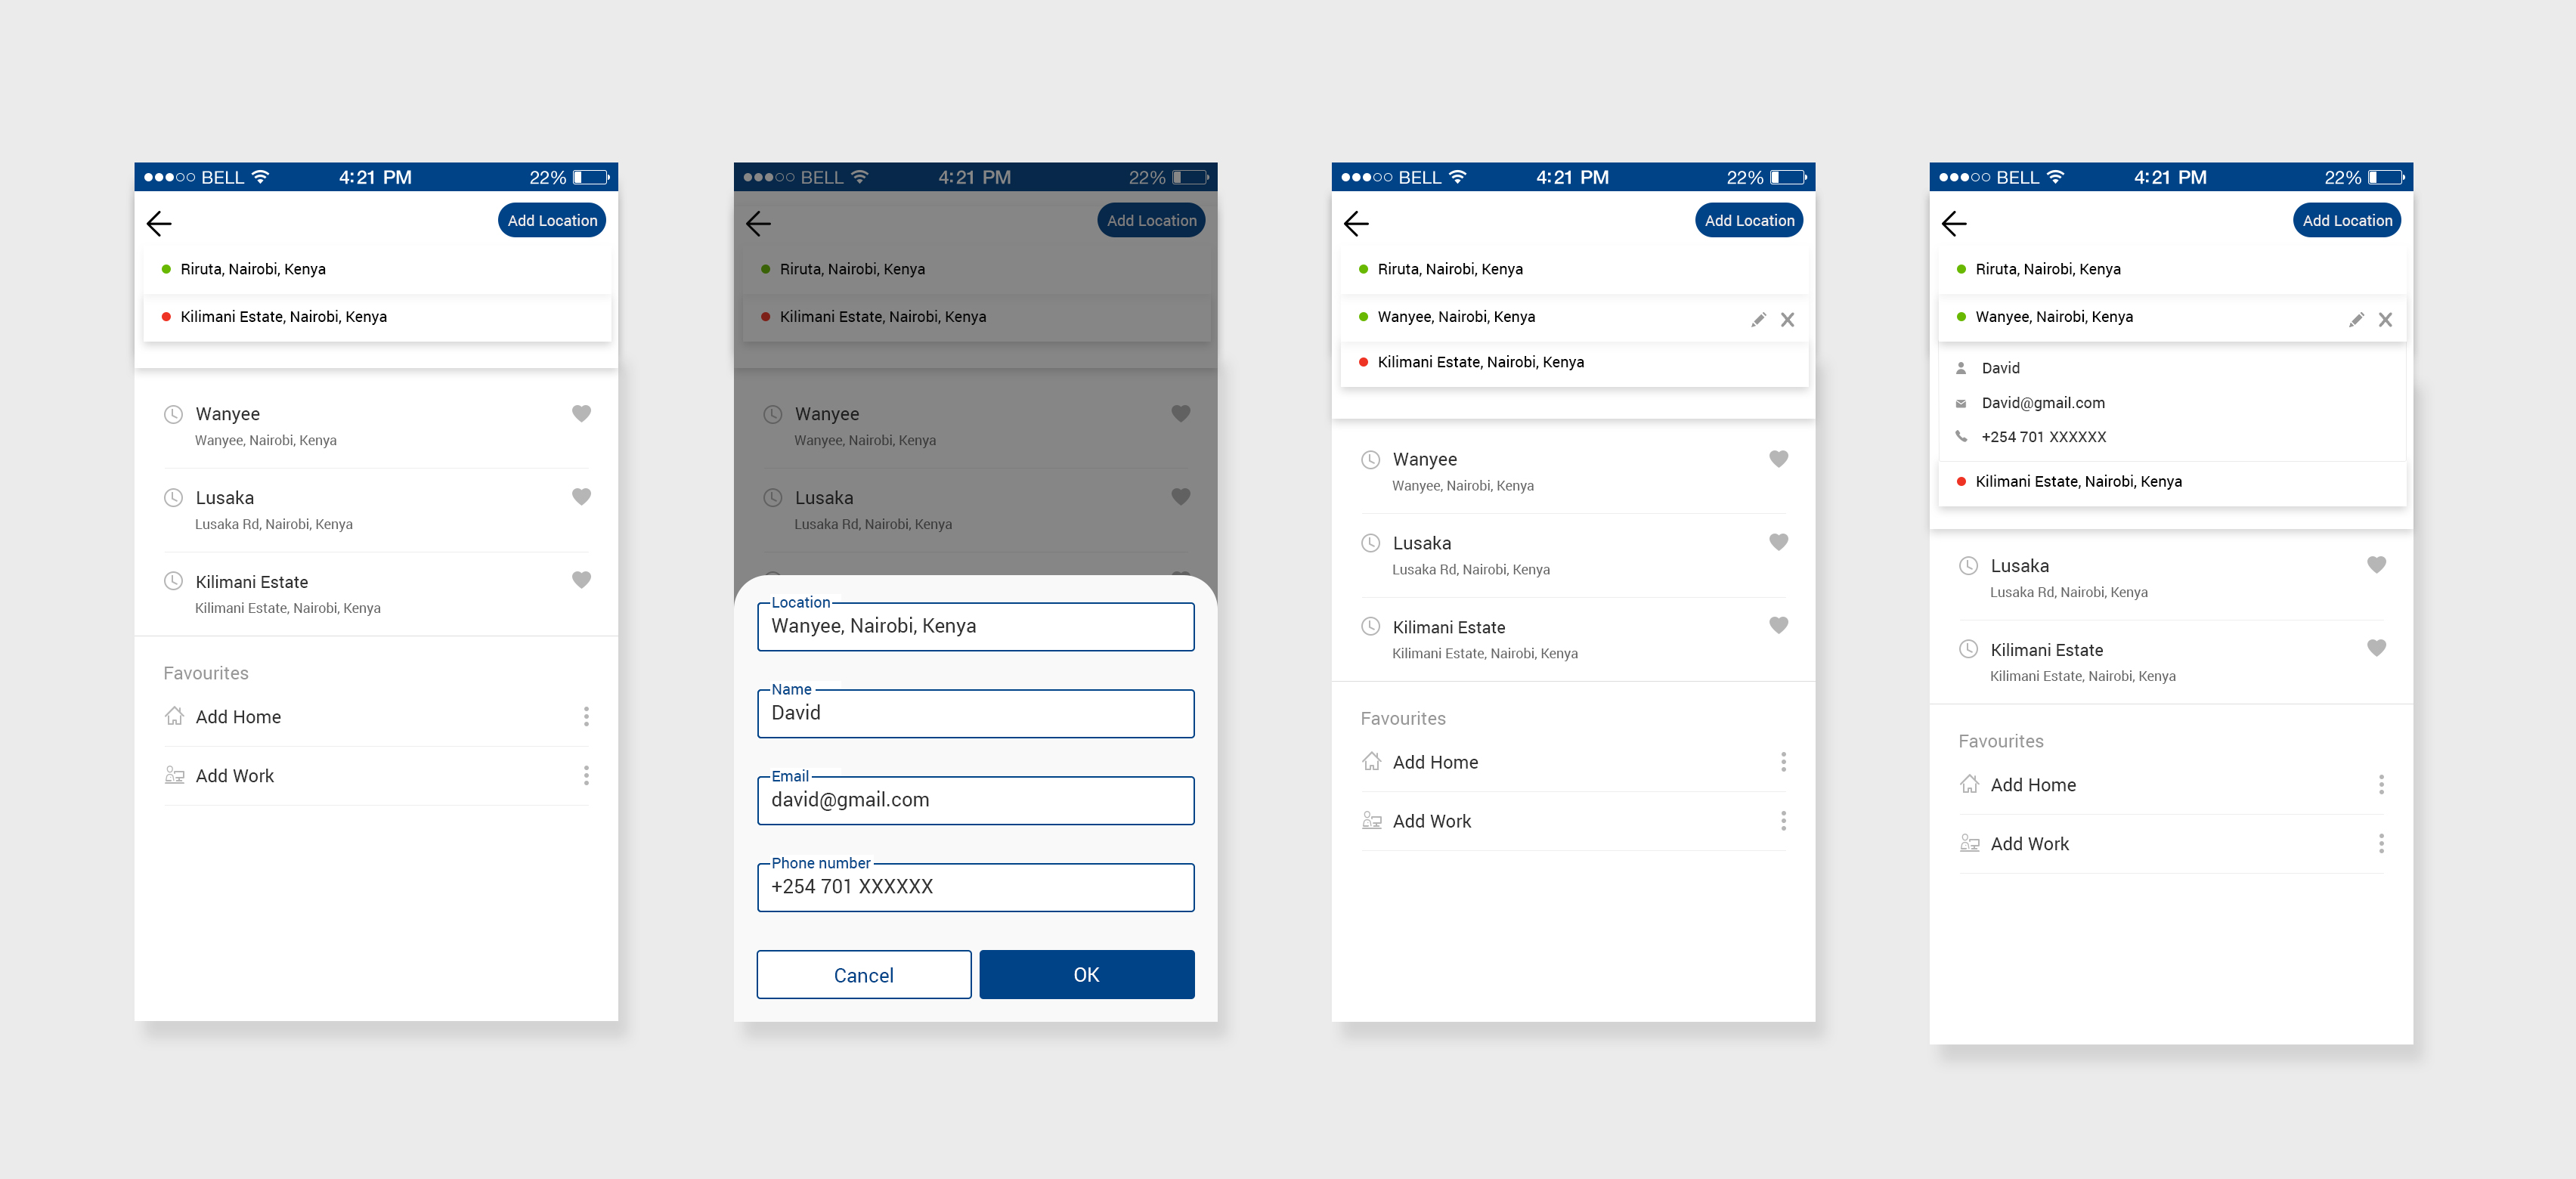 BELL 4:21 PM 22%
Add Location
Riruta, Nairobi, Kenya
Kilimani Estate, Nairobi, Kenya
Wanyee
Wanyee, Nairobi, Kenya
Lusaka
Lusaka Rd, Nairobi, Kenya
Kilimani Estate
Kilimani Estate, Nairobi, Kenya
Favourites
Add Home
Add Work
BELL 4:21 PM 22%
Add Location
Riruta, Nairobi, Kenya
Kilimani Estate, Nairobi, Kenya
Wanyee
Wanyee, Nairobi, Kenya
Lusaka
Lusaka Rd, Nairobi, Kenya
Location
Wanyee, Nairobi, Kenya
Name
David
Email
david@gmail.com
Phone number
+254 701 XXXXXX
Cancel OK
BELL 4:21 PM 22%
Add Location
Riruta, Nairobi, Kenya
Wanyee, Nairobi, Kenya
Kilimani Estate, Nairobi, Kenya
Wanyee
Wanyee, Nairobi, Kenya
Lusaka
Lusaka Rd, Nairobi, Kenya
Kilimani Estate
Kilimani Estate, Nairobi, Kenya
Favourites
Add Home
Add Work
BELL 4:21 PM 22%
Add Location
Riruta, Nairobi, Kenya
Wanyee, Nairobi, Kenya
David
David@gmail.com
+254 701 XXXXXX
Kilimani Estate, Nairobi, Kenya
Lusaka
Lusaka Rd, Nairobi, Kenya
Kilimani Estate
Kilimani Estate, Nairobi, Kenya
Favourites
Add Home
Add Work